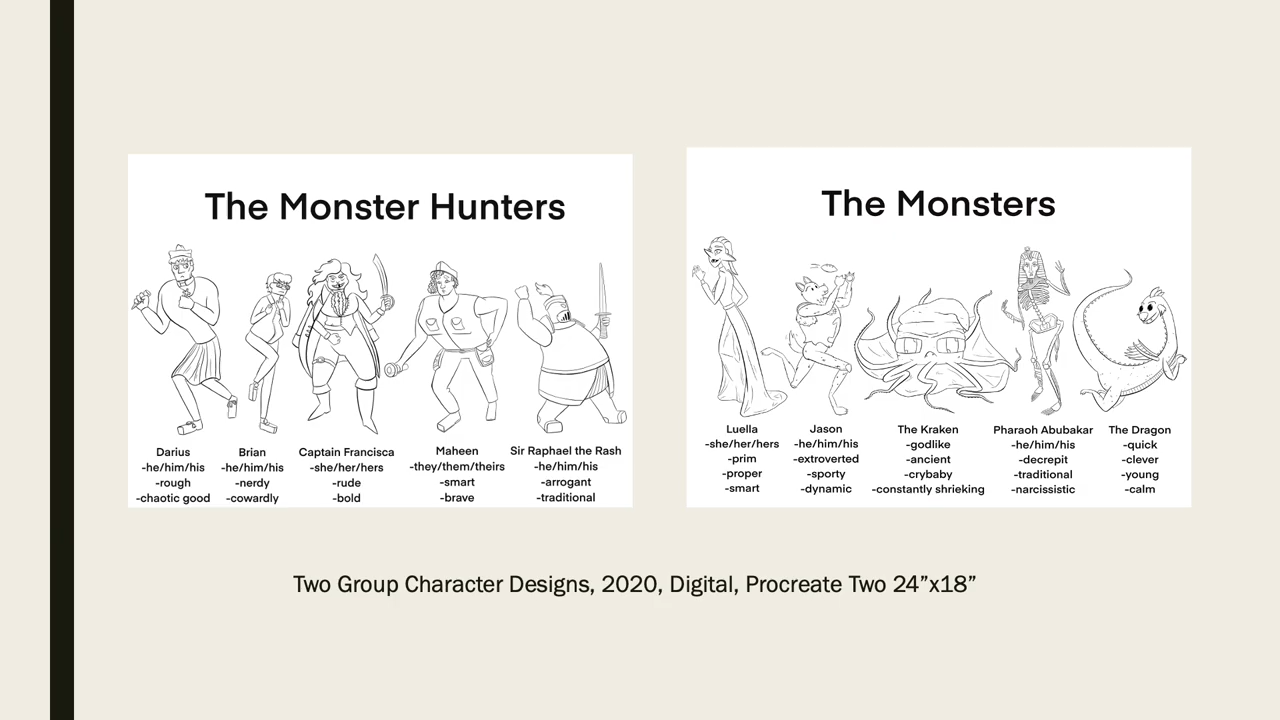 The Monster Hunters
Darius
-he/him/his
-rough
-chaotic good
Brian
-he/him/his
-nerdy
-cowardly
Captain Francisca
-she/her/hers
-rude
-bold
Maheen
-they/them/theirs
-smart
-brave
Sir Raphael the Rash
-he/him/his
-arrogant
-traditional
The Monsters
Luella
-she/her/hers
-prim
-proper
-smart
Jason
-he/him/his
-extroverted
-sporty
-dynamic
The Kraken
-godlike
-ancient
-crybaby
-constantly shrieking
Pharaoh Abubakar
-he/him/his
-decrepit
-traditional
-narcissistic
The Dragon
-quick
-clever
-young
-calm
Two Group Character Designs, 2020, Digital, Procreate Two 24”x18”